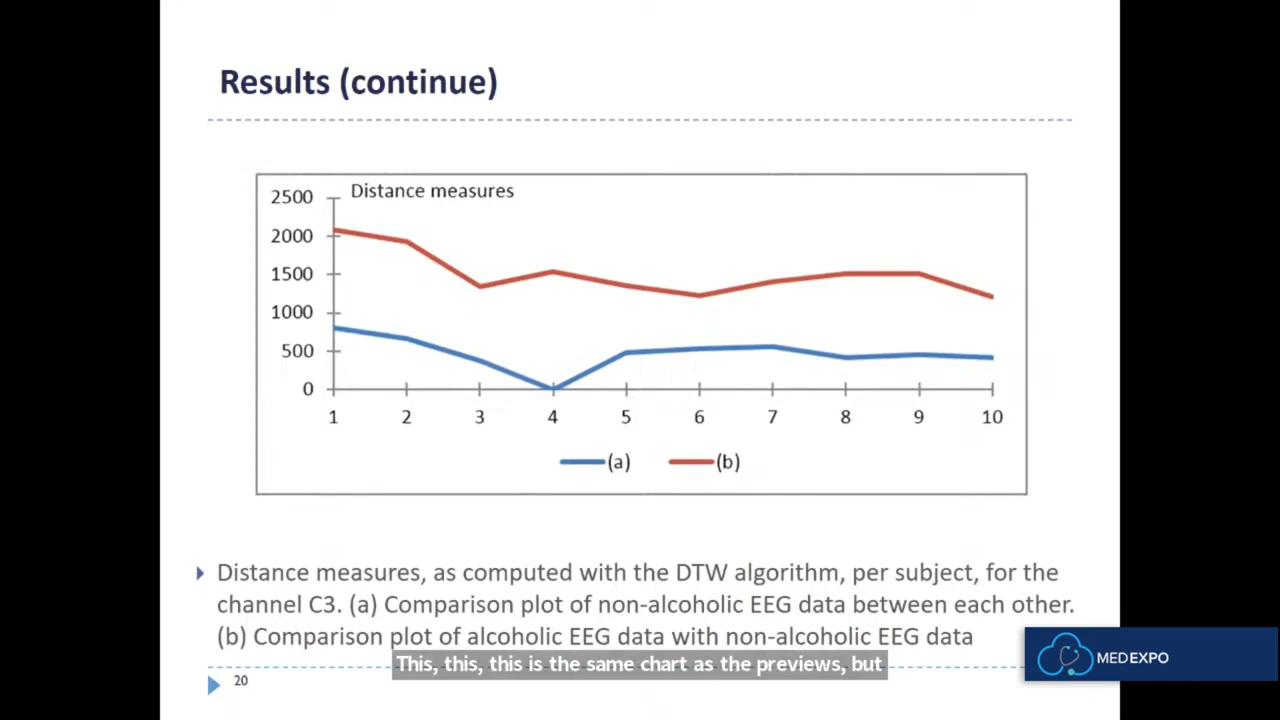 Results (continue)
Distance measures
2500
2000
1500
1000
500
0
1 2 3 4 5 6 7 8 9 10
(a) (b)
Distance measures, as computed with the DTW algorithm, per subject, for the
channel C3. (a) Comparison plot of non-alcoholic EEG data between each other.
(b) Comparison plot of alcoholic EEG data with non-alcoholic EEG data
This, this, this is the same chart as the previews, but
MEDEXPO
20